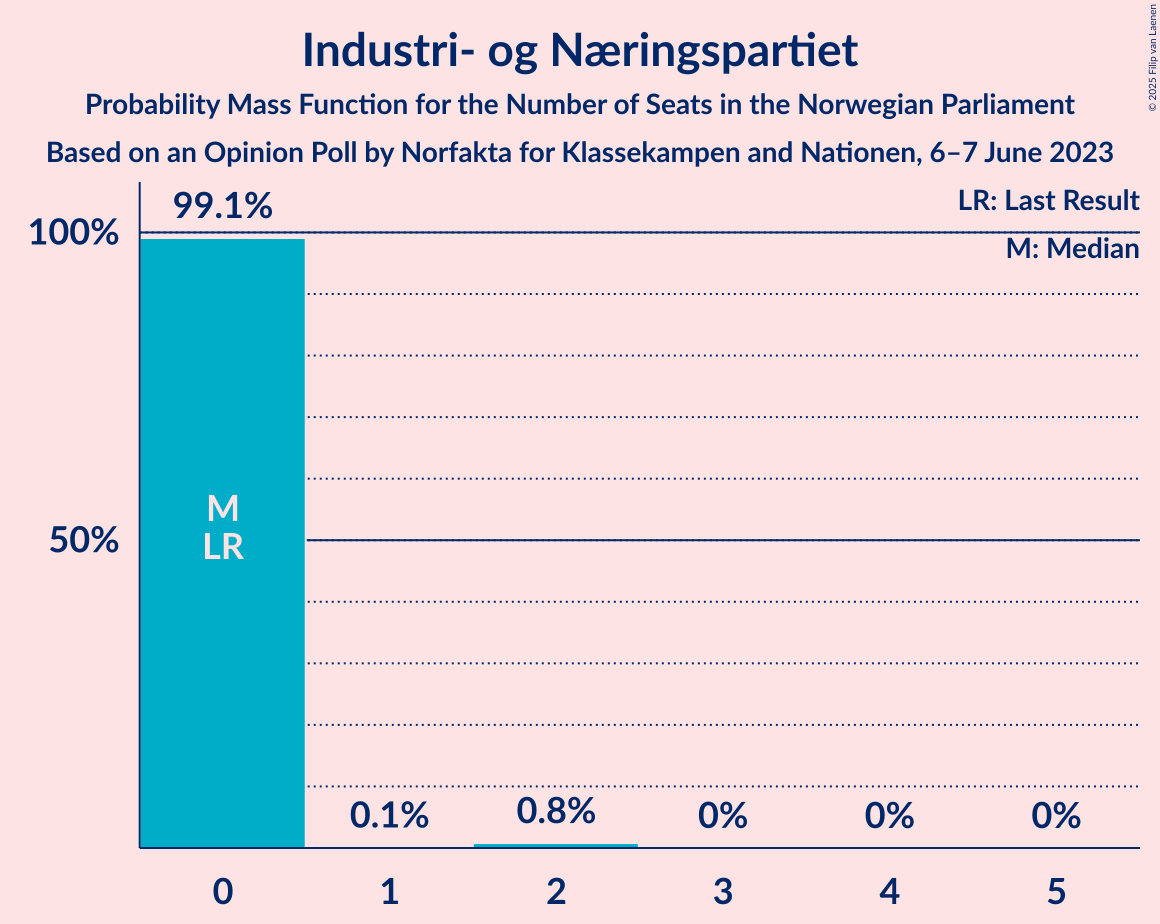 Industri- og Næringspartiet
Probability Mass Function for the Number of Seats in the Norwegian Parliament
Based on an Opinion Poll by Norfakta for Klassekampen and Nationen, 6–7 June 2023
© 2025 Filip van Laenen
LR: Last Result
M: Median
99.1%
100%
50%
M
LR
0.1%
0.8%
0%
0%
0%
0
1
2
3
4
5